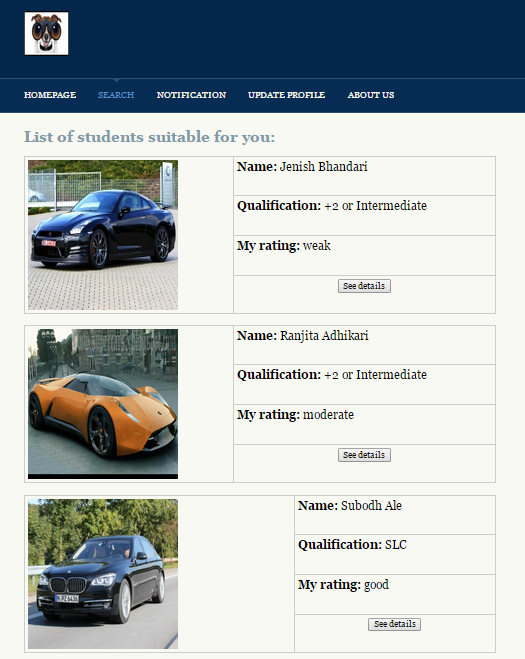 HOMEPAGE SEARCH NOTIFICATION UPDATE PROFILE ABOUT US
List of students suitable for you:
Name: Jenish Bhandari
Qualification: +2 or Intermediate
My rating: weak
See details
Name: Ranjita Adhikari
Qualification: +2 or Intermediate
My rating: moderate
See details
Name: Subodh Ale
Qualification: SLC
My rating: good
See details